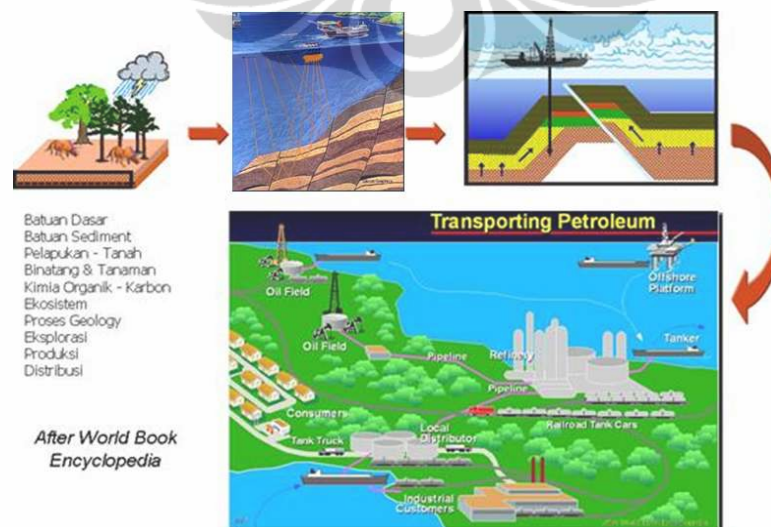 Batuan Dasar
Batuan Sediment
Pelapukan - Tanah
Binatang & Tanaman
Kimia Organik - Karbon
Ekosistem
Proses Geology
Eksplorasi
Produksi
Distribusi
After World Book
Encyclopedia
Transporting Petroleum
Oil Field
Offshore
Platform
Oil Field
Tanker
Pipeline
Refinery
Pipeline
Consumers
Railroad Tank Cars
Local
Distributor
Tank Truck
Industrial
Customers